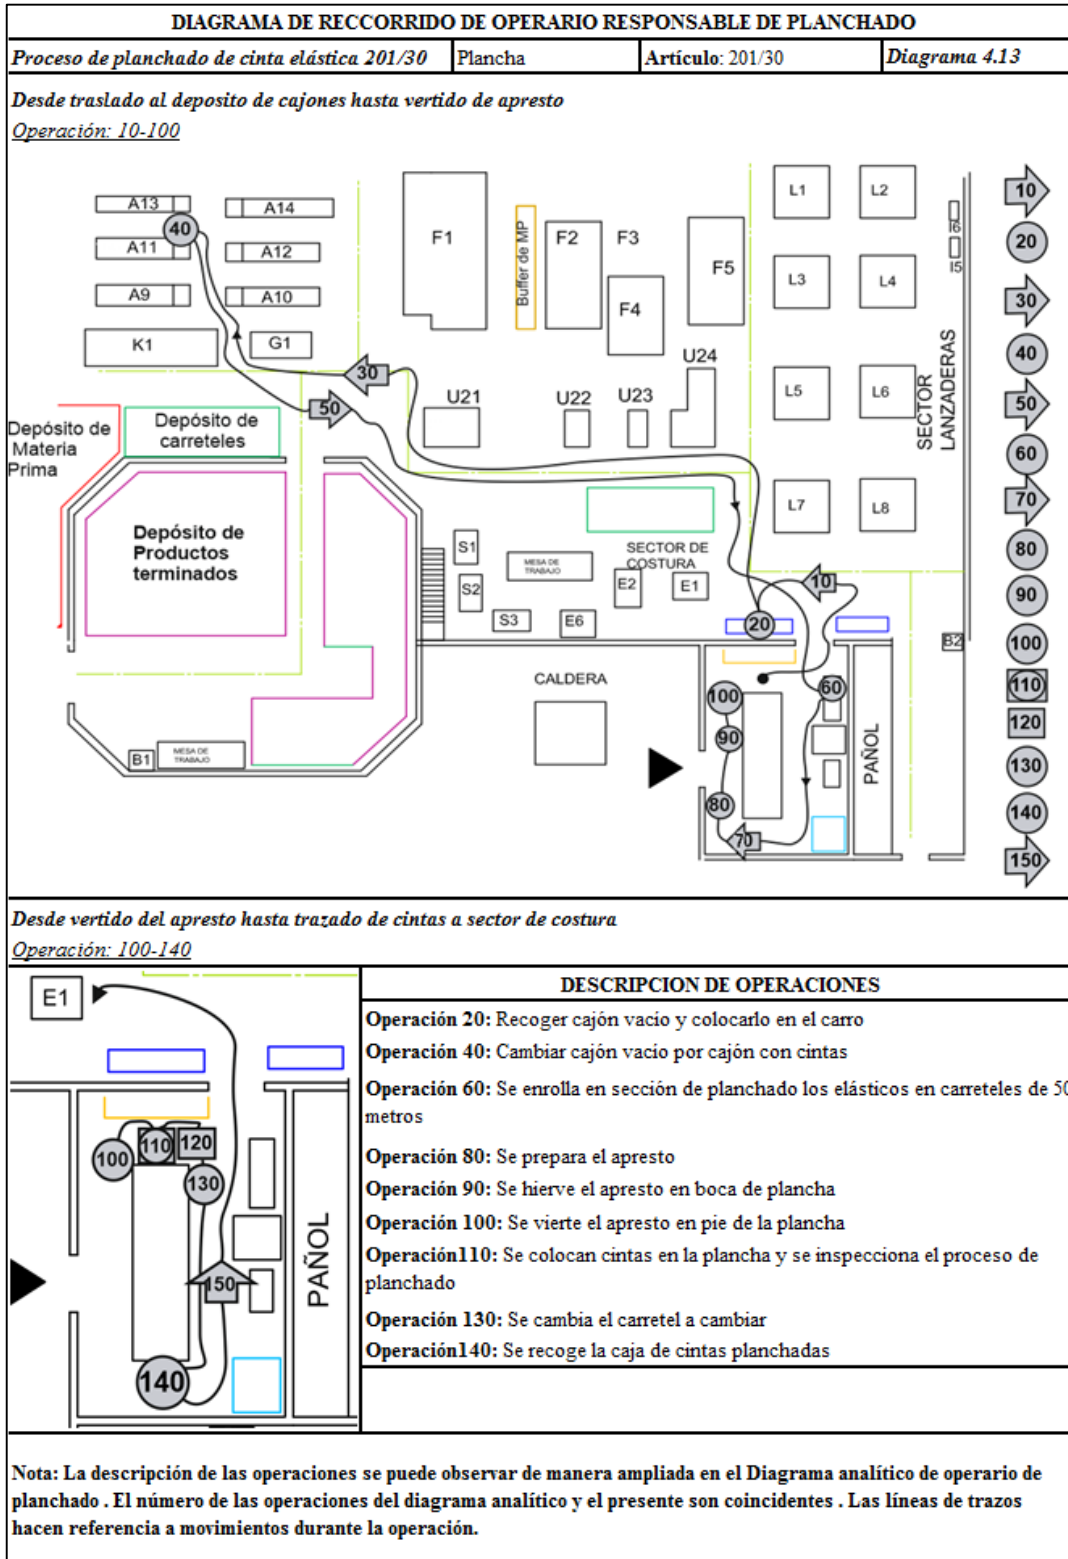 DIAGRAMA DE RECCORRIDO DE OPERARIO RESPONSABLE DE PLANCHADO
Proceso de planchado de cinta elástica 201/30 Plancha Artículo: 201/30 Diagrama 4.13
Desde traslado al deposito de cajones hasta vertido de apresto
Operación: 10-100
A13
A14
40
A11
A12
A9
A10
K1
G1
30
50
F1
Buffer de MP
F2
F3
F4
F5
U21
U22
U23
U24
L1
L2
L3
L4
L5
L6
L7
L8
I6
I5
SECTOR
LANZADERAS
Depósito de
Materia
Prima
Depósito de
carreteles
Depósito de
Productos
terminados
S1
S2
S3
MESA DE
TRABAJO
SECTOR DE
COSTURA
E2
E1
E6
10
20
B2
CALDERA
100
90
80
70
60
PAÑOL
B1
MESA DE
TRABAJO
10
20
30
40
50
60
70
80
90
100
110
120
130
140
150
Desde vertido del apresto hasta trazado de cintas a sector de costura
Operación: 100-140
E1
100
110
120
130
150
140
PAÑOL
DESCRIPCION DE OPERACIONES
Operación 20: Recoger cajón vacio y colocarlo en el carro
Operación 40: Cambiar cajón vacio por cajón con cintas
Operación 60: Se enrolla en sección de planchado los elásticos en carreteles de 50
metros
Operación 80: Se prepara el apresto
Operación 90: Se hierve el apresto en boca de plancha
Operación 100: Se vierte el apresto en pie de la plancha
Operación110: Se colocan cintas en la plancha y se inspecciona el proceso de
planchado
Operación 130: Se cambia el carretel a cambiar
Operación140: Se recoge la caja de cintas planchadas
Nota: La descripción de las operaciones se puede observar de manera ampliada en el Diagrama analítico de operario de
planchado . El número de las operaciones del diagrama analítico y el presente son coincidentes . Las líneas de trazos
hacen referencia a movimientos durante la operación.